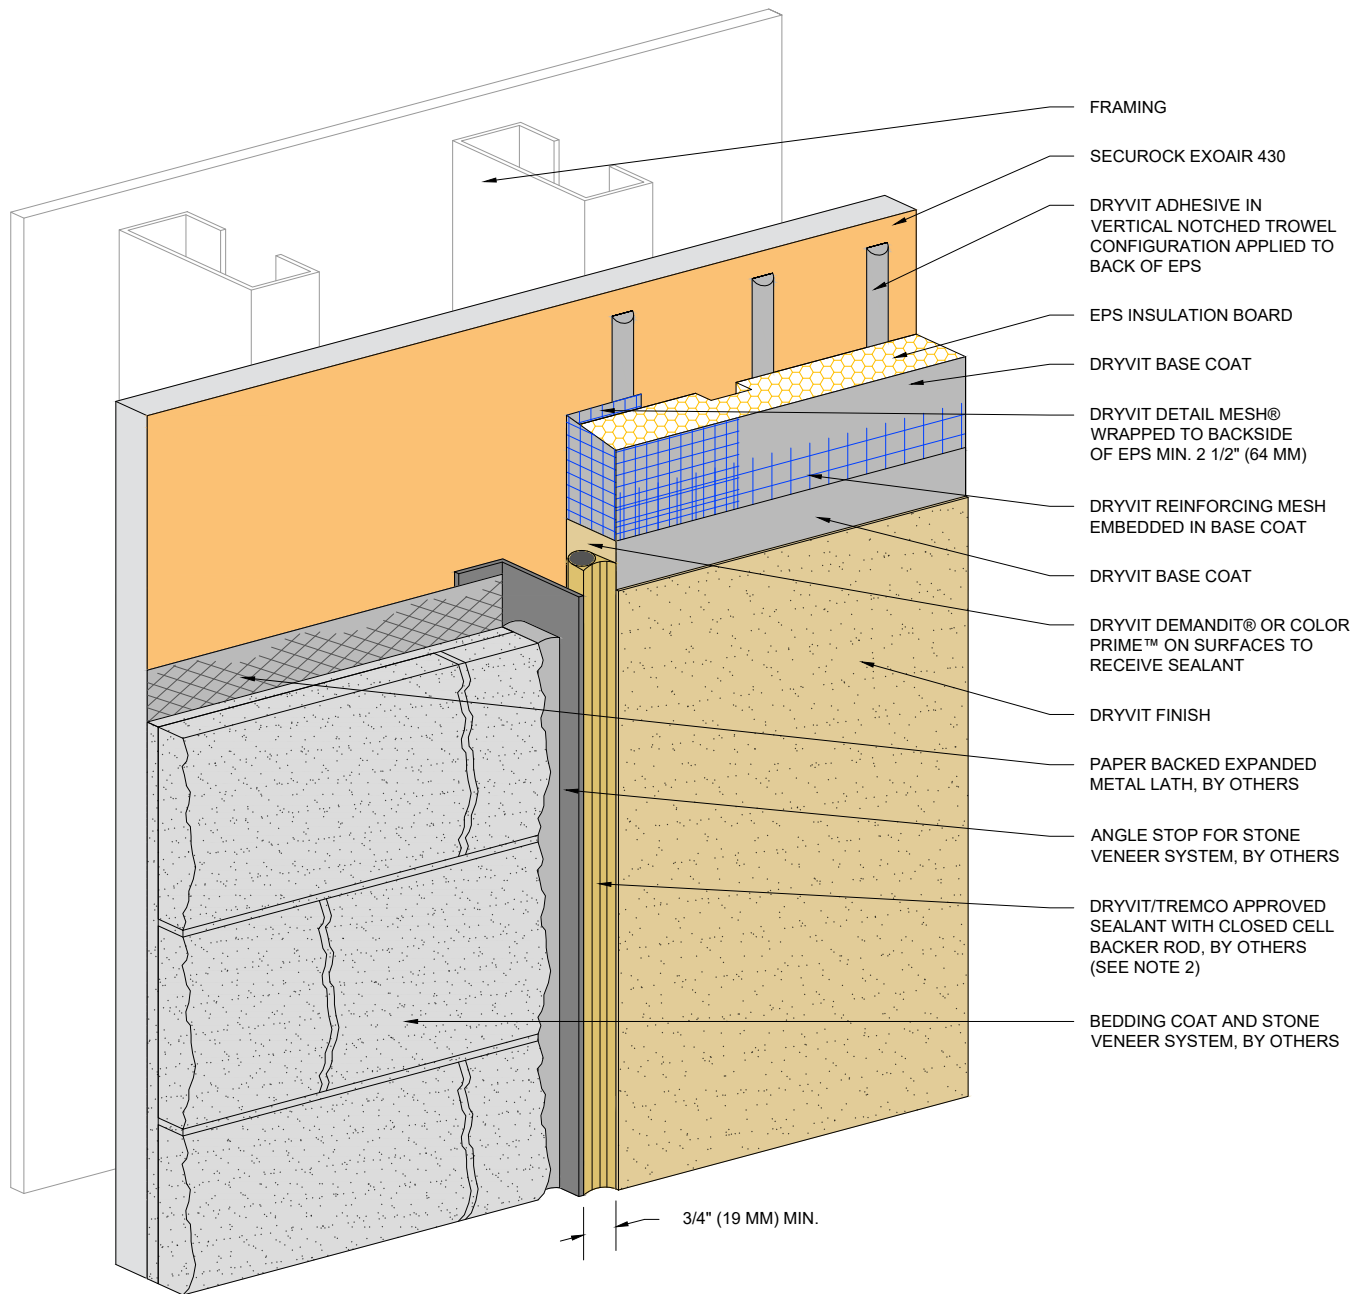 FRAMING
SECUROCK EXOAIR 430
DRYVIT ADHESIVE IN
VERTICAL NOTCHED TROWEL
CONFIGURATION APPLIED TO
BACK OF EPS
EPS INSULATION BOARD
DRYVIT BASE COAT
DRYVIT DETAIL MESH®
WRAPPED TO BACKSIDE
OF EPS MIN. 2 1/2" (64 MM)
DRYVIT REINFORCING MESH
EMBEDDED IN BASE COAT
DRYVIT BASE COAT
DRYVIT DEMANDIT® OR COLOR
PRIME™ ON SURFACES TO
RECEIVE SEALANT
DRYVIT FINISH
PAPER BACKED EXPANDED
METAL LATH, BY OTHERS
ANGLE STOP FOR STONE
VENEER SYSTEM, BY OTHERS
DRYVIT/TREMCO APPROVED
SEALANT WITH CLOSED CELL
BACKER ROD, BY OTHERS
(SEE NOTE 2)
BEDDING COAT AND STONE
VENEER SYSTEM, BY OTHERS
3/4" (19 MM) MIN.